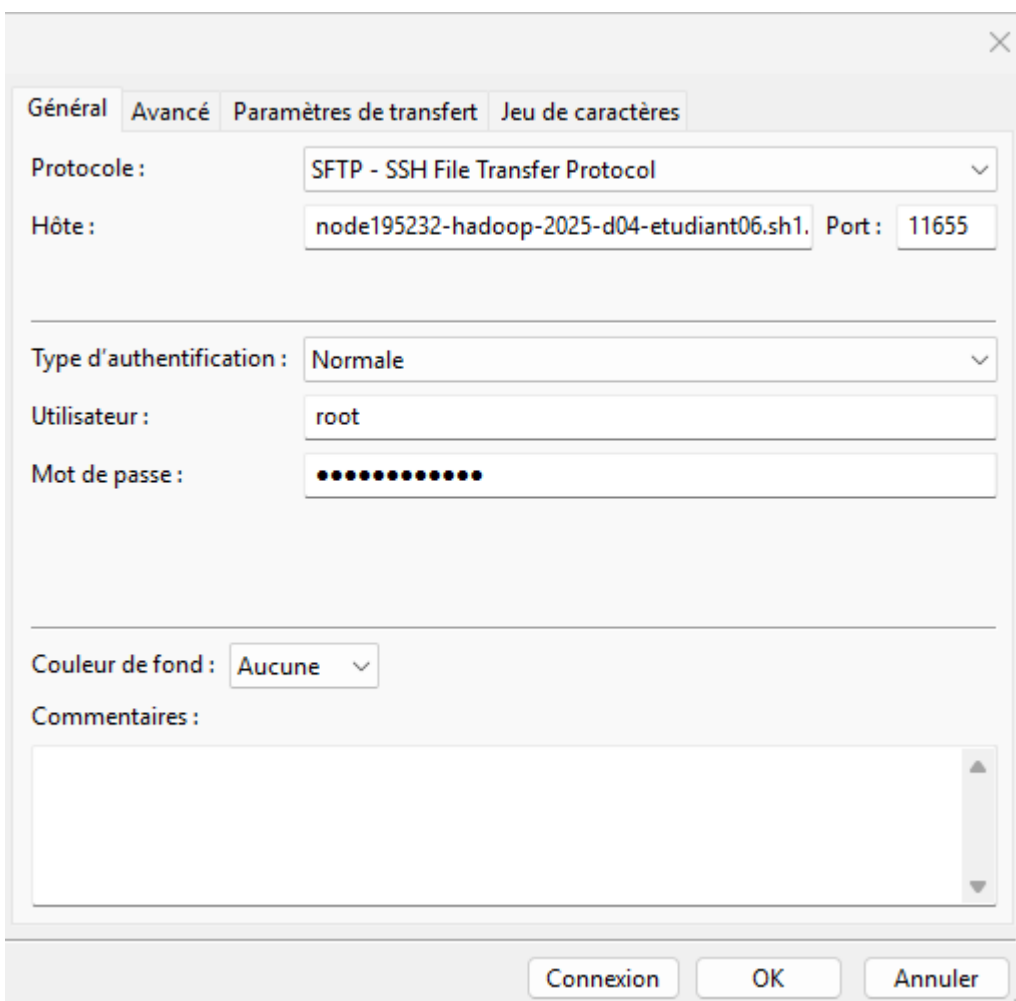 Général Avancé Paramètres de transfert Jeu de caractères
Protocole : SFTP - SSH File Transfer Protocol
Hôte : node195232-hadoop-2025-d04-etudiant06.sh1. Port : 11655
Type d'authentification : Normale
Utilisateur : root
Mot de passe : ●●●●●●●●●●●●
Couleur de fond : Aucune
Commentaires :
Connexion OK Annuler